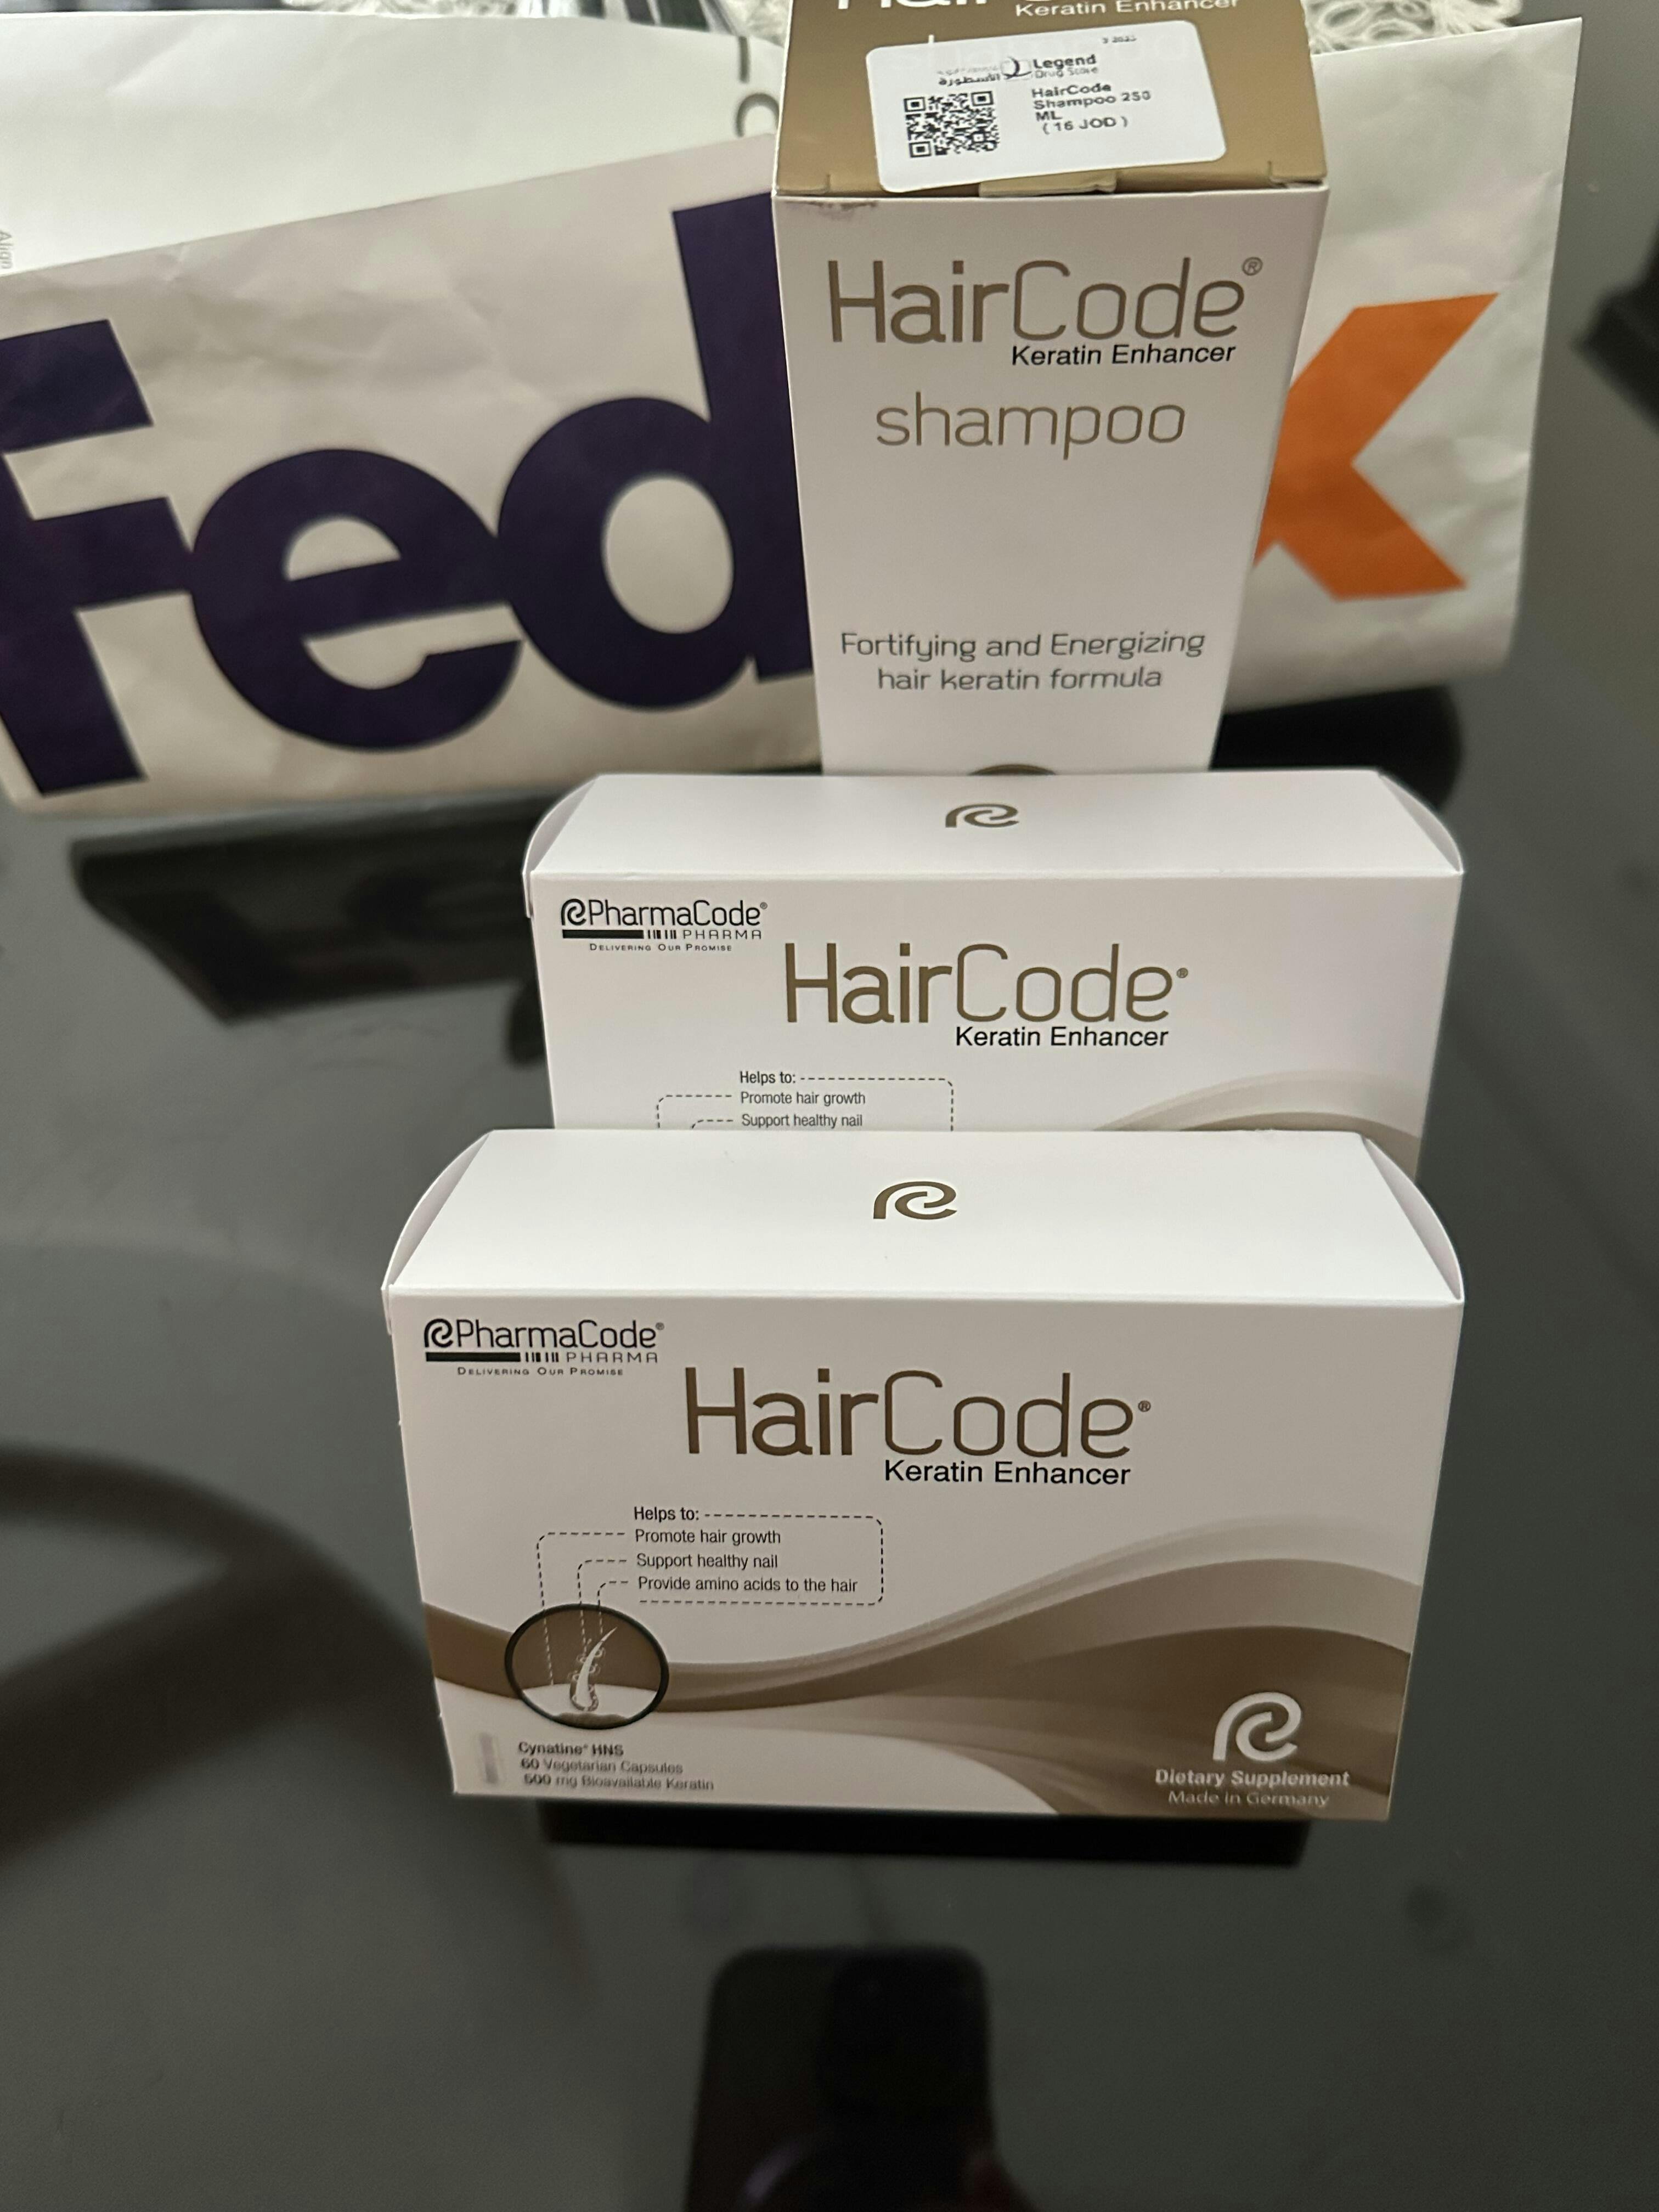 Keratin Enhancer
Legend
Drug Store
الأسطورة
HairCode
Shampoo 250
ML
( 16 JOD )
FedEx
Align
HairCode®
Keratin Enhancer
shampoo
Fortifying and Energizing
hair keratin formula
PharmaCode®
PHARMA
DELIVERING OUR PROMISE
HairCode®
Keratin Enhancer
Helps to:
Promote hair growth
Support healthy nail
PharmaCode®
PHARMA
DELIVERING OUR PROMISE
HairCode®
Keratin Enhancer
Helps to:
Promote hair growth
Support healthy nail
Provide amino acids to the hair
Cynatine® HNS
60 Vegetarian Capsules
500 mg Bioavailable Keratin
Dietary Supplement
Made in Germany